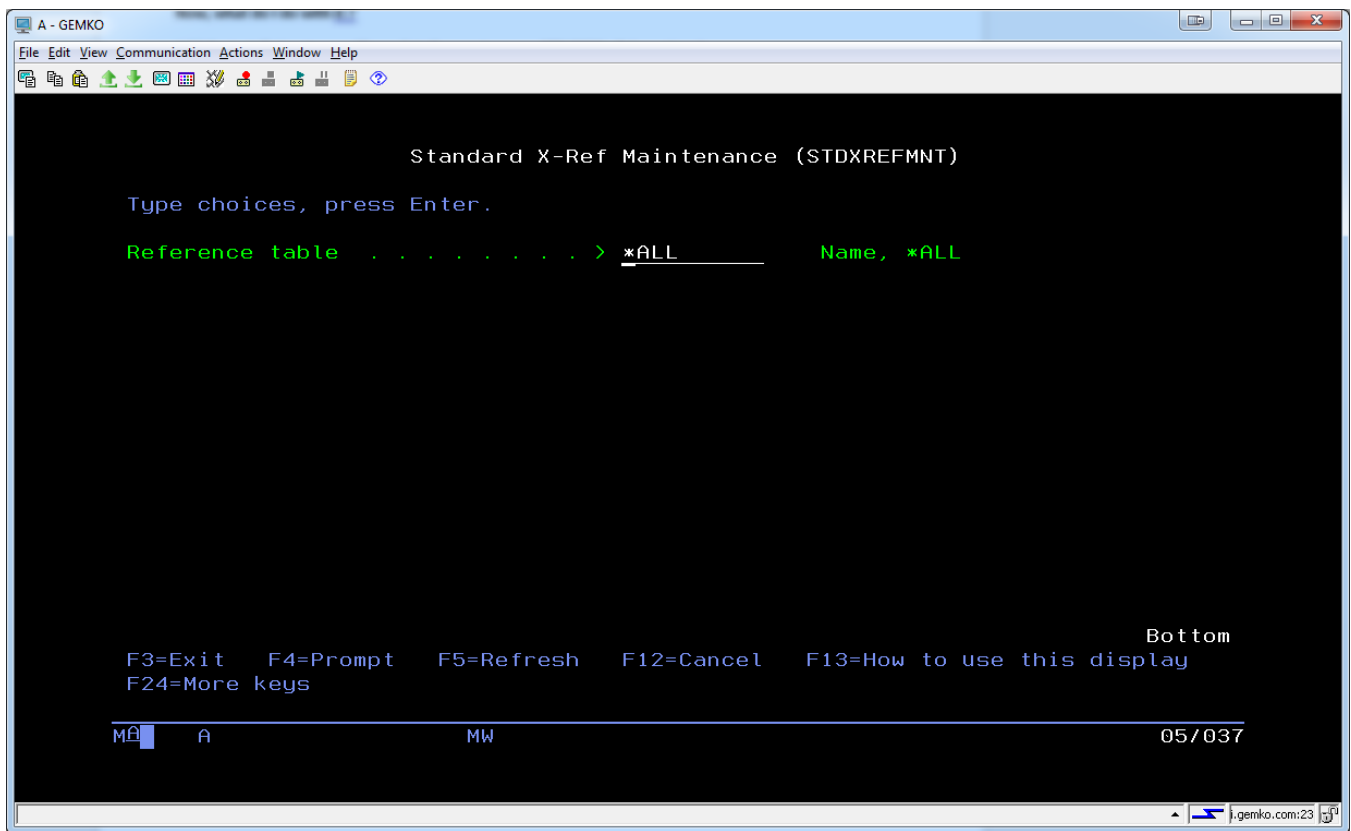 A - GEMKO
File Edit View Communication Actions Window Help
Standard X-Ref Maintenance (STDXREFMNT)
Type choices, press Enter.
Reference table . . . . . . . . > *ALL Name, *ALL
Bottom
F3=Exit F4=Prompt F5=Refresh F12=Cancel F13=How to use this display
F24=More keys
MA A MW 05/037
i.gemko.com:23